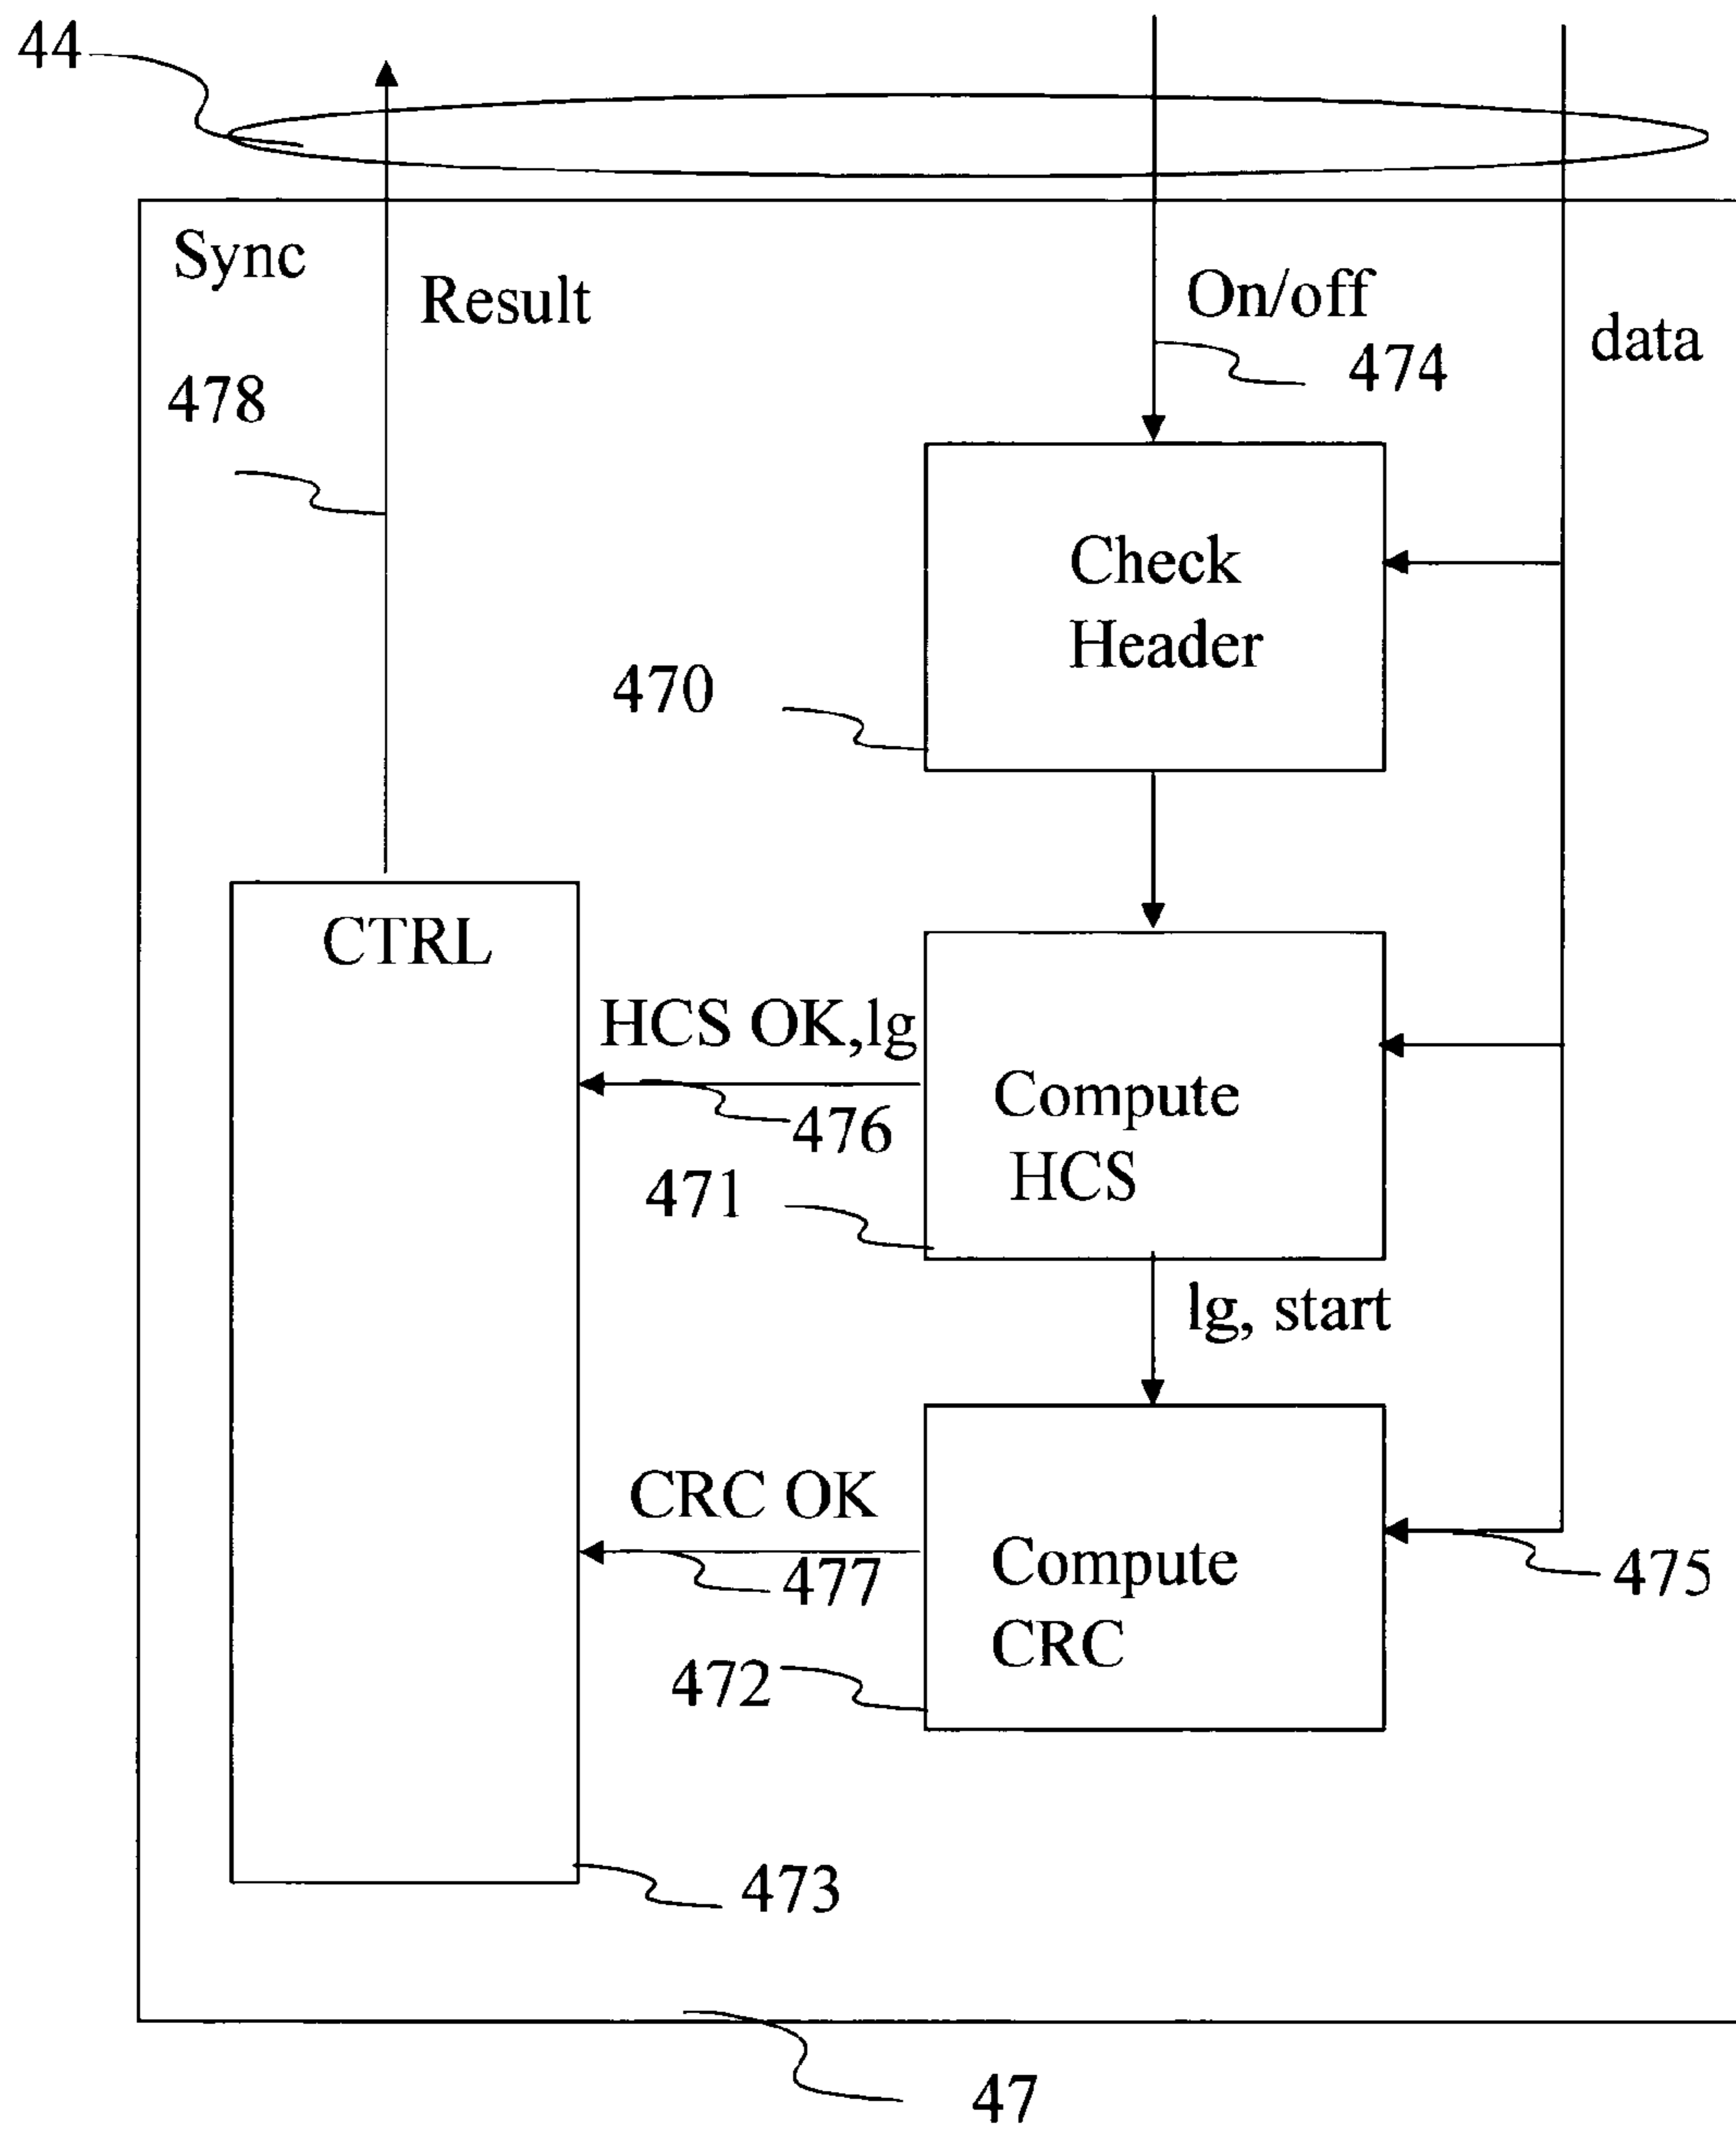 44
Sync
Result
On/off
data
474
478
Check
Header
470
CTRL
HCS OK,lg
476
Compute
HCS
471
lg, start
CRC OK
477
Compute
CRC
475
472
473
47